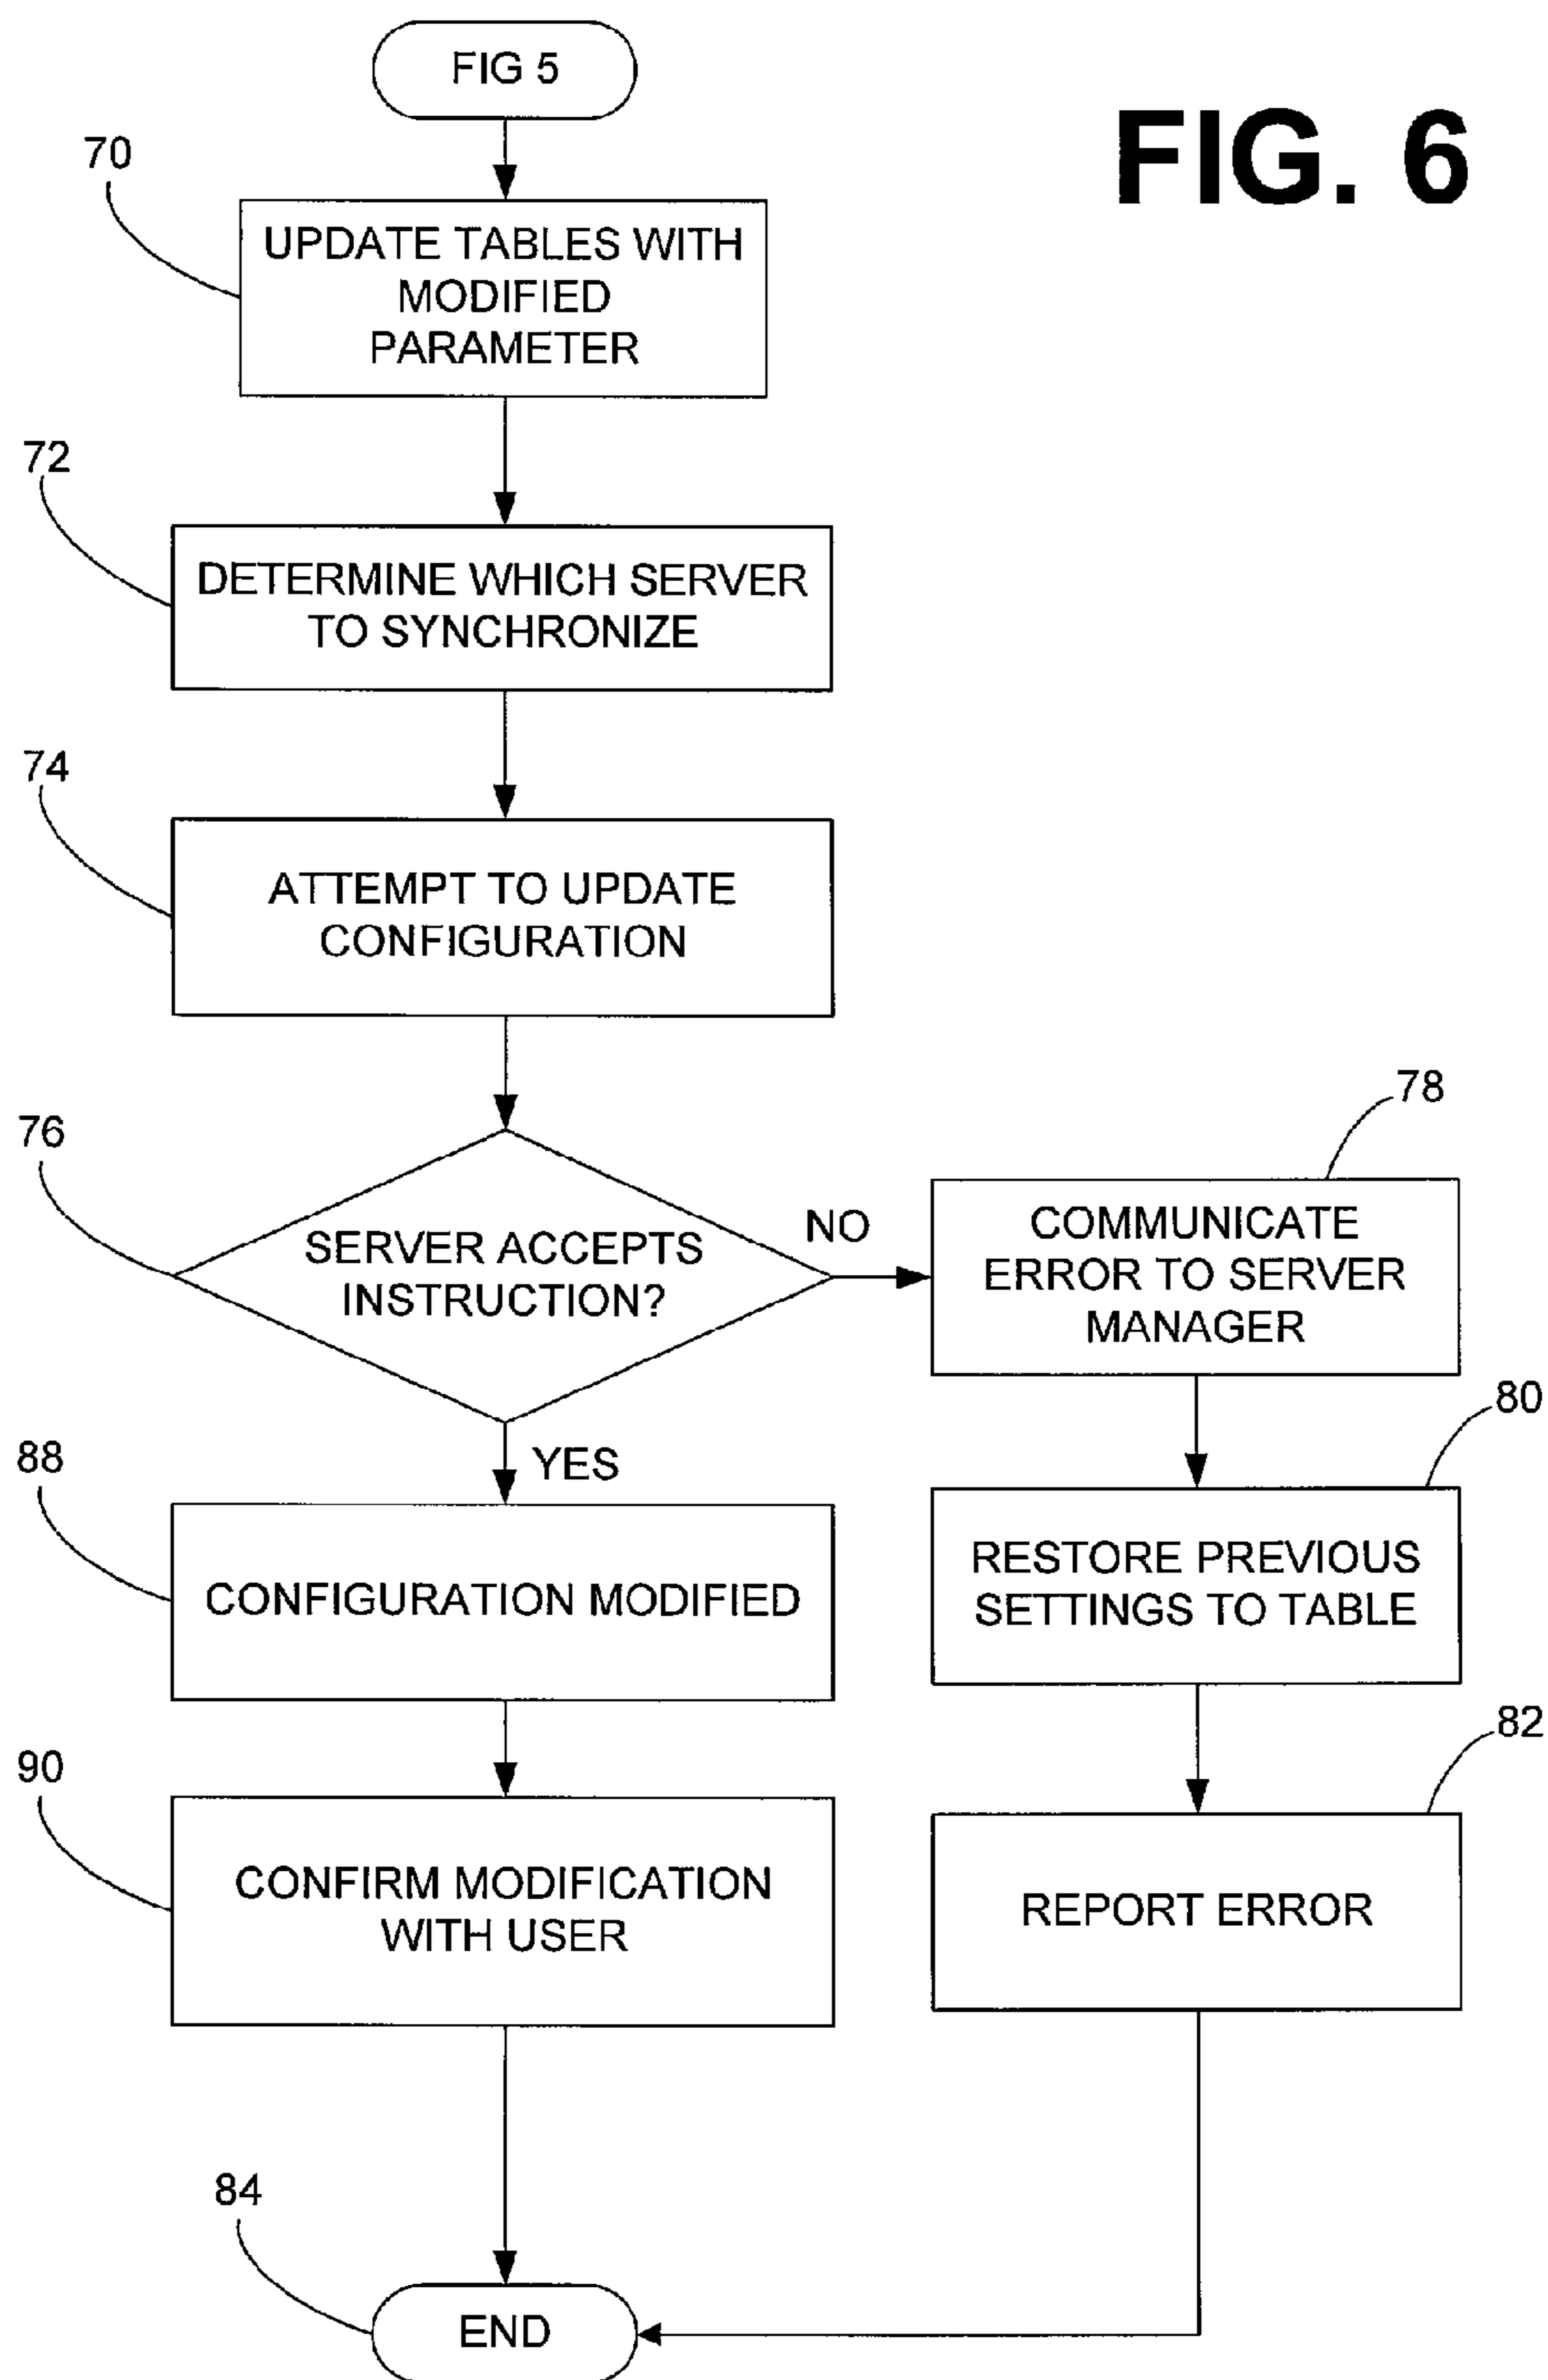 FIG 5
FIG. 6
70
UPDATE TABLES WITH
MODIFIED
PARAMETER
72
DETERMINE WHICH SERVER
TO SYNCHRONIZE
74
ATTEMPT TO UPDATE
CONFIGURATION
76
SERVER ACCEPTS
INSTRUCTION?
NO
78
COMMUNICATE
ERROR TO SERVER
MANAGER
YES
80
RESTORE PREVIOUS
SETTINGS TO TABLE
88
CONFIGURATION MODIFIED
82
REPORT ERROR
90
CONFIRM MODIFICATION
WITH USER
84
END